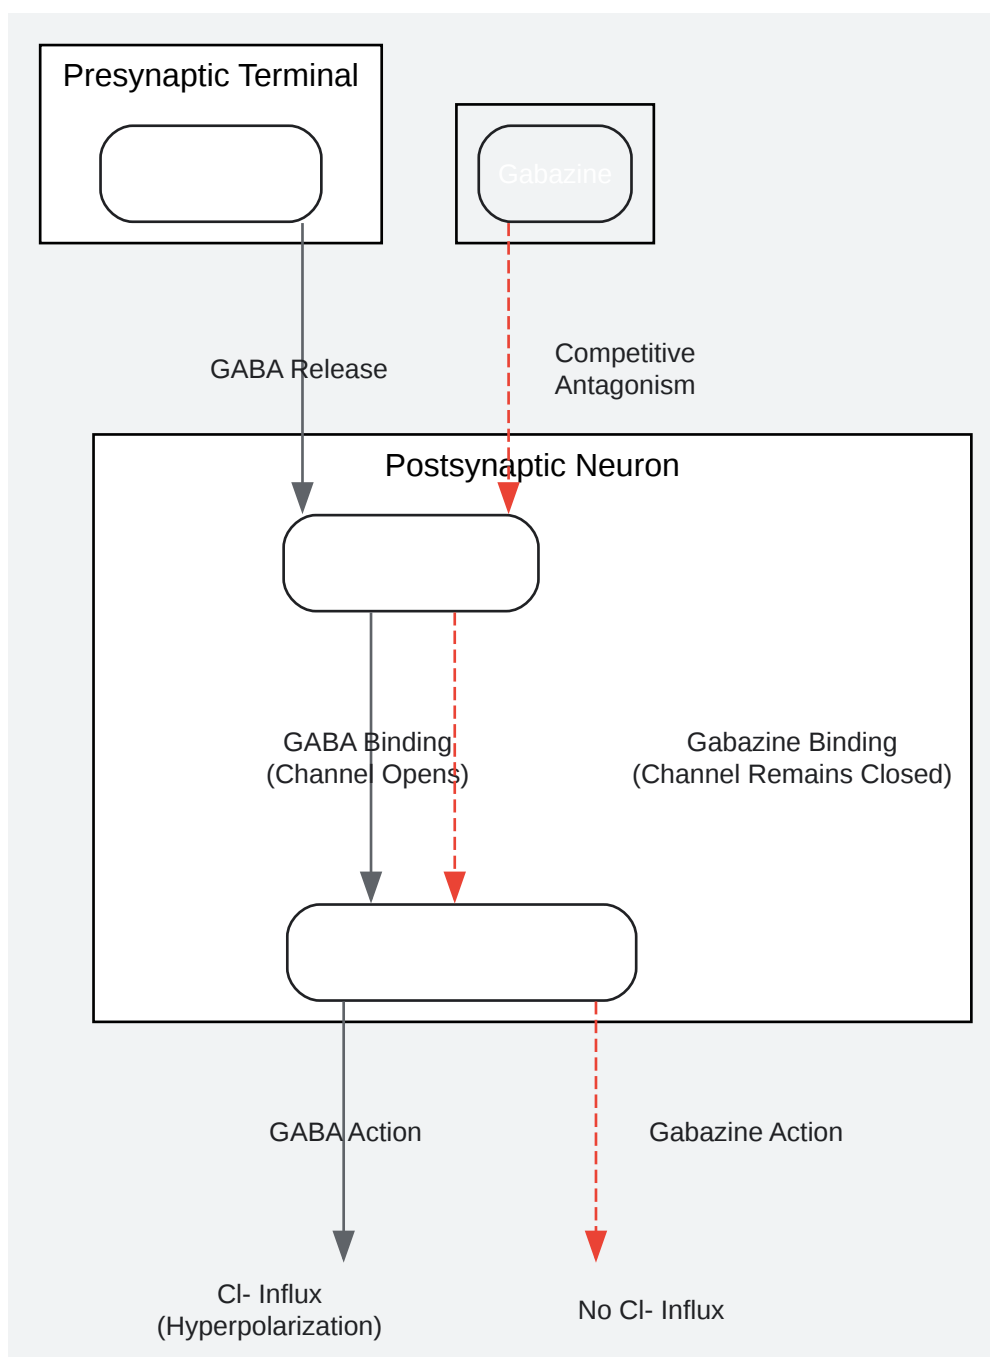 Presynaptic Terminal
Gabazine
GABA Release
Competitive
Antagonism
Postsynaptic Neuron
GABA Binding
(Channel Opens)
Gabazine Binding
(Channel Remains Closed)
GABA Action
Gabazine Action
Cl- Influx
(Hyperpolarization)
No Cl- Influx